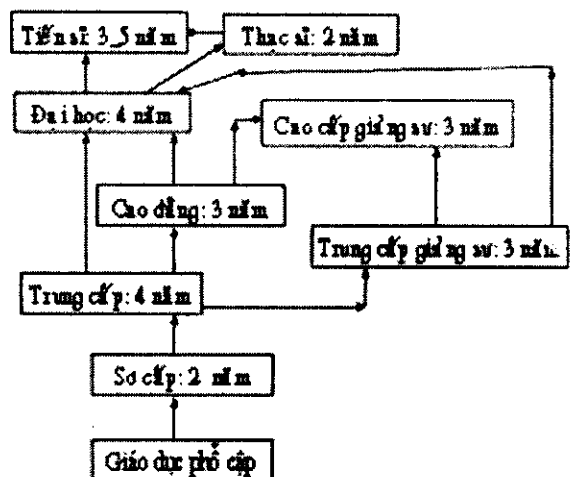 Tiến sĩ: 3_5 năm
Thạc sĩ: 2 năm
Đại học: 4 năm
Cao cấp giảng sư: 3 năm
Cao đẳng: 3 năm
Trung cấp giảng sư: 3 năm
Trung cấp: 4 năm
Sơ cấp: 2 năm
Giáo dục phổ cập